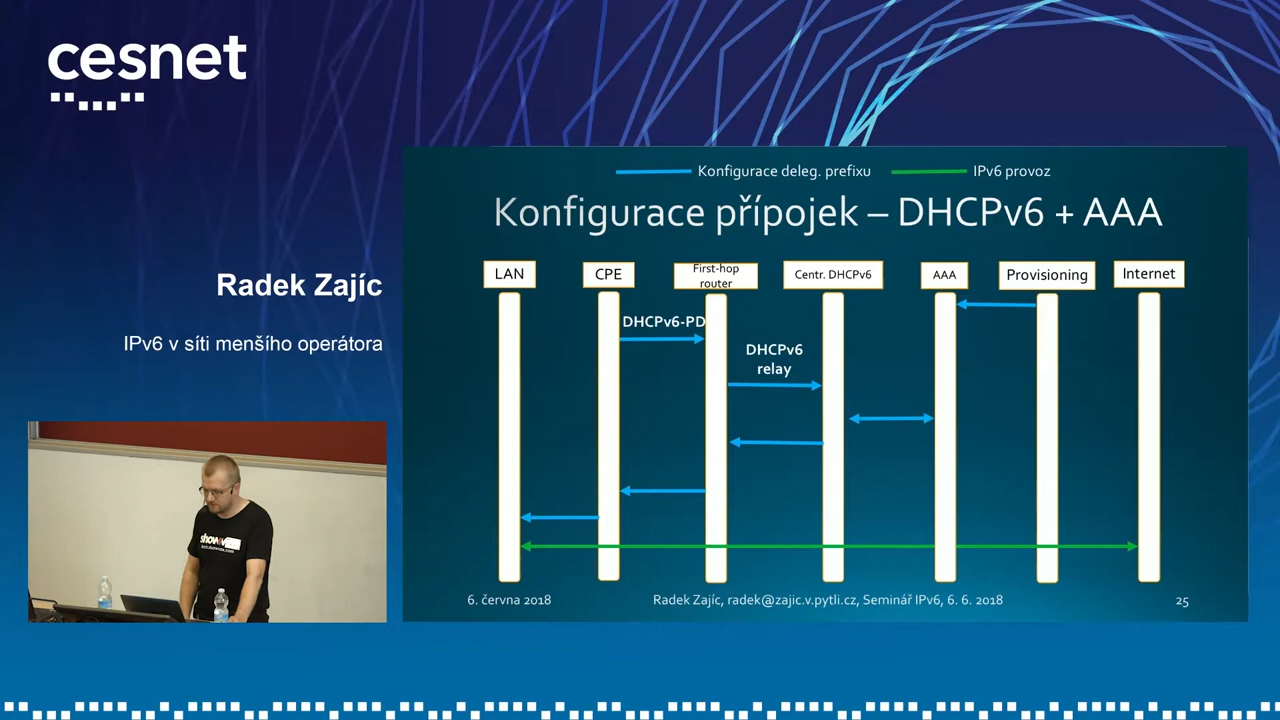 cesnet
Konfigurace deleg. prefixu
IPv6 provoz
Konfigurace přípojek – DHCPv6 + AAA
LAN
CPE
First-hop
router
Centr. DHCPv6
AAA
Provisioning
Internet
DHCPv6-PD
DHCPv6
relay
6. června 2018
Radek Zajíc, radek@zajic.v.pytli.cz, Seminář IPv6, 6. 6. 2018
25
Radek Zajíc
IPv6 v síti menšího operátora